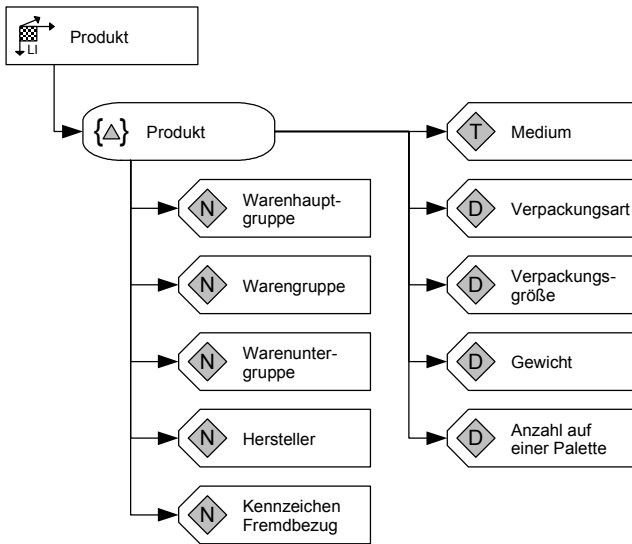 LI
Produkt
{△} Produkt
N
Warenhaupt-
gruppe
N
Warengruppe
N
Warenunter-
gruppe
N
Hersteller
N
Kennzeichen
Fremdbezug
T
Medium
D
Verpackungsart
D
Verpackungs-
größe
D
Gewicht
D
Anzahl auf
einer Palette